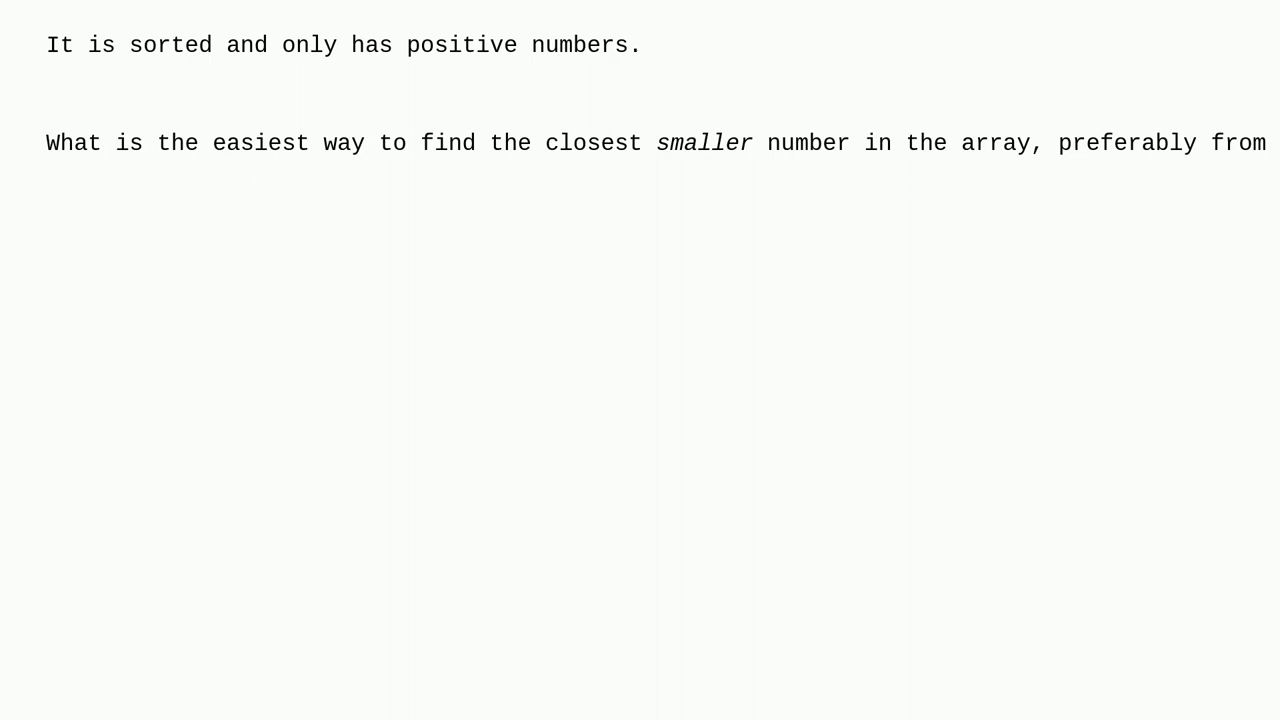 It is sorted and only has positive numbers.
What is the easiest way to find the closest smaller number in the array, preferably from